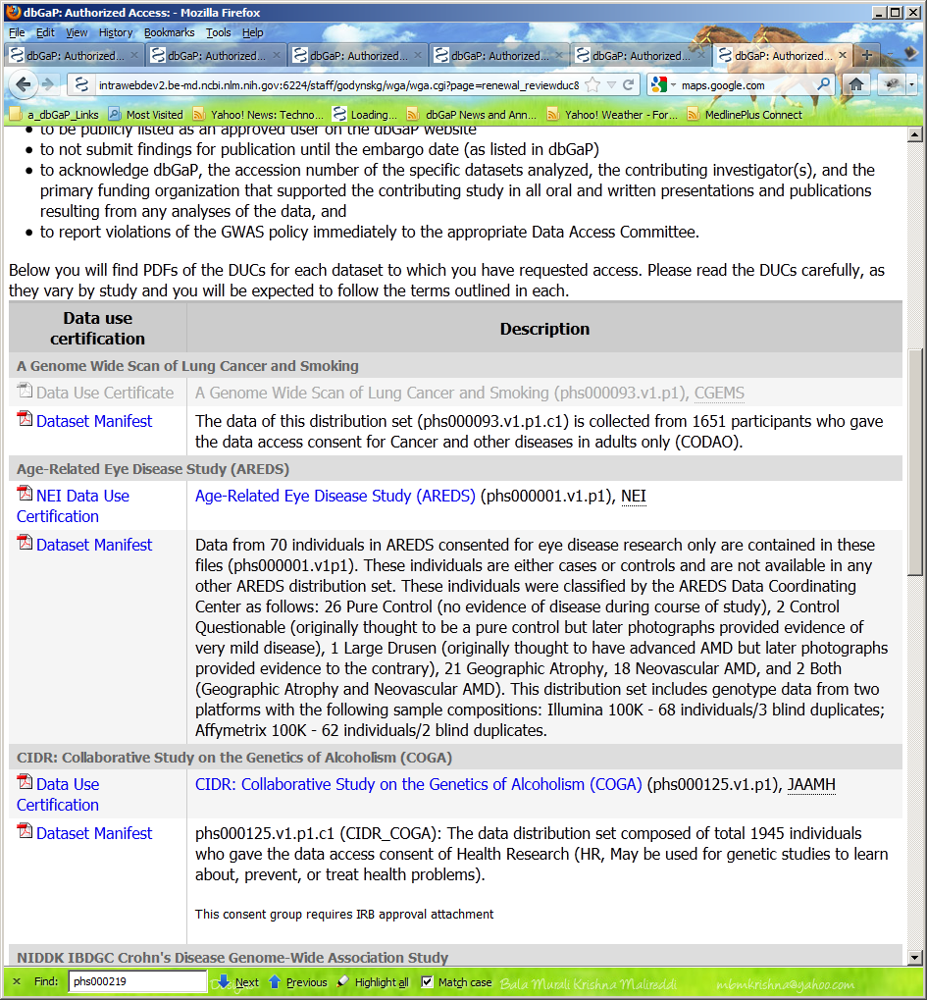 dbGaP: Authorized Access: - Mozilla Firefox
File Edit View History Bookmarks Tools Help
dbGaP: Authorized... dbGaP: Authorized... dbGaP: Authorized... dbGaP: Authorized... dbGaP: Authorized... dbGaP: Authorized...
intrawebdev2.be-md.ncbi.nlm.nih.gov:6224/staff/godynskg/wga/wga.cgi?page=renewal_reviewduc& maps.google.com
a_dbGaP_Links Most Visited Yahoo! News: Techno... Loading... dbGaP News and Ann... Yahoo! Weather - For... MedlinePlus Connect
to be publicly listed as an approved user on the dbGaP website
to not submit findings for publication until the embargo date (as listed in dbGaP)
to acknowledge dbGaP, the accession number of the specific datasets analyzed, the contributing investigator(s), and the
primary funding organization that supported the contributing study in all oral and written presentations and publications
resulting from any analyses of the data, and
to report violations of the GWAS policy immediately to the appropriate Data Access Committee.
Below you will find PDFs of the DUCs for each dataset to which you have requested access. Please read the DUCs carefully, as
they vary by study and you will be expected to follow the terms outlined in each.
Data use
certification
Description
A Genome Wide Scan of Lung Cancer and Smoking
Data Use Certificate
A Genome Wide Scan of Lung Cancer and Smoking (phs000093.v1.p1), CGEMS
Dataset Manifest
The data of this distribution set (phs000093.v1.p1.c1) is collected from 1651 participants who gave
the data access consent for Cancer and other diseases in adults only (CODAO).
Age-Related Eye Disease Study (AREDS)
NEI Data Use
Certification
Age-Related Eye Disease Study (AREDS) (phs000001.v1.p1), NEI
Dataset Manifest
Data from 70 individuals in AREDS consented for eye disease research only are contained in these
files (phs000001.v1p1). These individuals are either cases or controls and are not available in any
other AREDS distribution set. These individuals were classified by the AREDS Data Coordinating
Center as follows: 26 Pure Control (no evidence of disease during course of study), 2 Control
Questionable (originally thought to be a pure control but later photographs provided evidence of
very mild disease), 1 Large Drusen (originally thought to have advanced AMD but later photographs
provided evidence to the contrary), 21 Geographic Atrophy, 18 Neovascular AMD, and 2 Both
(Geographic Atrophy and Neovascular AMD). This distribution set includes genotype data from two
platforms with the following sample compositions: Illumina 100K - 68 individuals/3 blind duplicates;
Affymetrix 100K - 62 individuals/2 blind duplicates.
CIDR: Collaborative Study on the Genetics of Alcoholism (COGA)
Data Use
Certification
CIDR: Collaborative Study on the Genetics of Alcoholism (COGA) (phs000125.v1.p1), JAAMH
Dataset Manifest
phs000125.v1.p1.c1 (CIDR_COGA): The data distribution set composed of total 1945 individuals
who gave the data access consent of Health Research (HR, May be used for genetic studies to learn
about, prevent, or treat health problems).
This consent group requires IRB approval attachment
NIDDK IBDGC Crohn's Disease Genome-Wide Association Study
Find: phs000219 Next Previous Highlight all Match case Bala Murali Krishna Malireddi mbmkrishna@yahoo.com